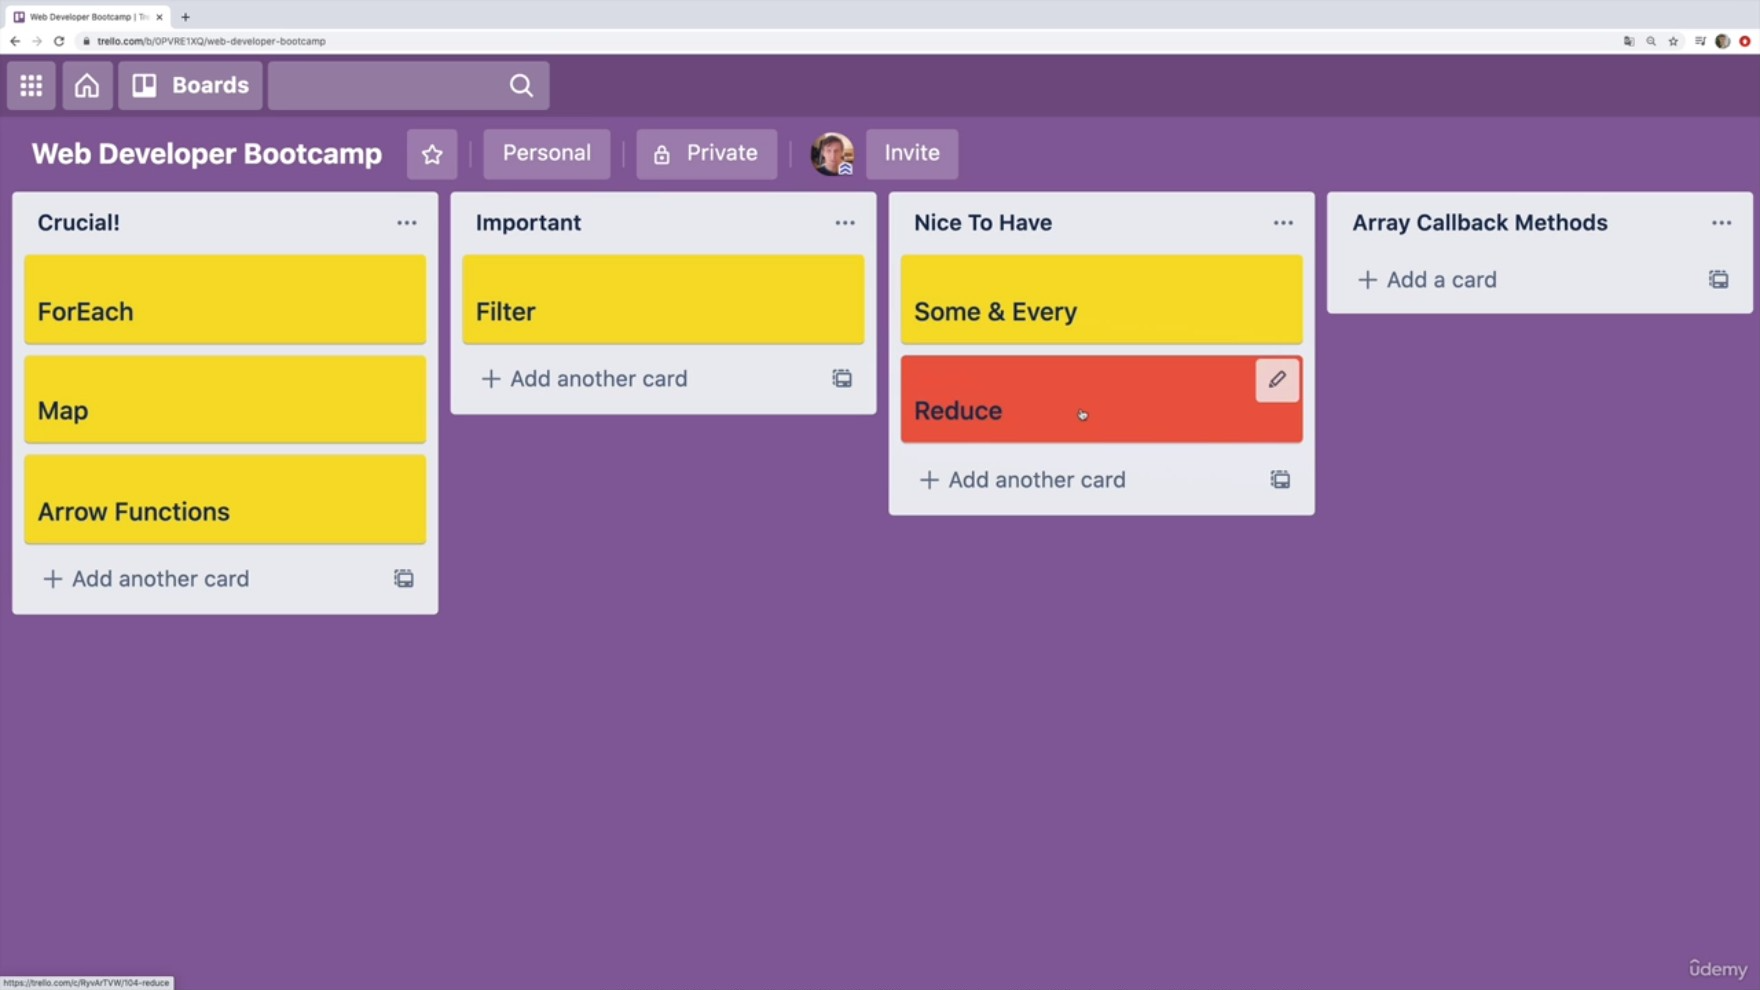 Web Developer Bootcamp | Tre
trello.com/b/0PVRE1XQ/web-developer-bootcamp
Boards
Web Developer Bootcamp
Personal
Private
Invite
Crucial!
ForEach
Map
Arrow Functions
+ Add another card
Important
Filter
+ Add another card
Nice To Have
Some & Every
Reduce
+ Add another card
Array Callback Methods
+ Add a card
https://trello.com/c/RyvArTVW/104-reduce
ûdemy